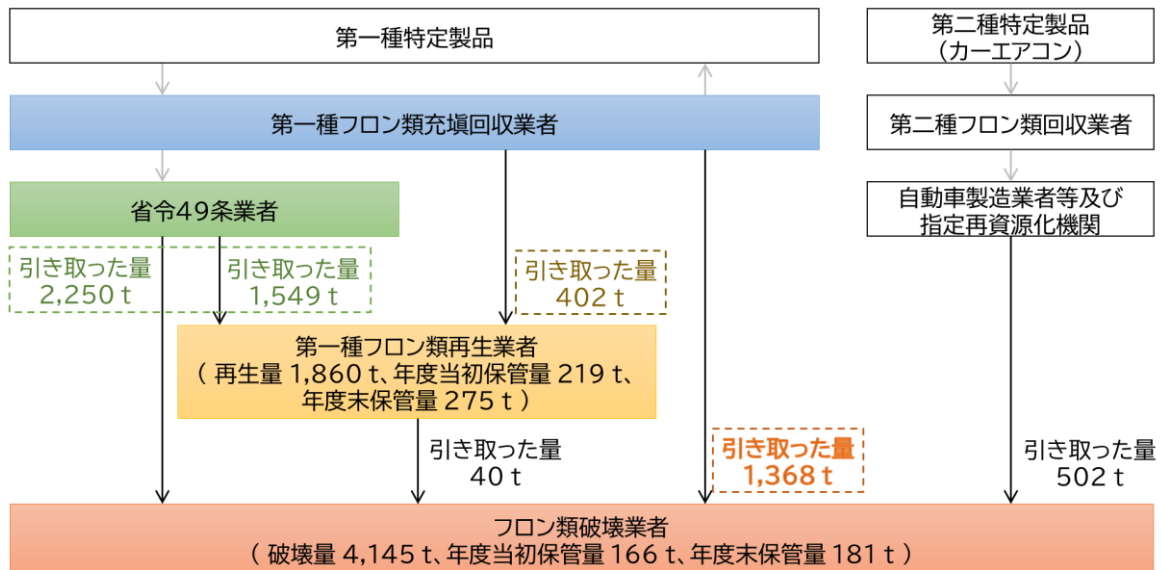 第一種特定製品
第二種特定製品
（カーエアコン）
第一種フロン類充塡回収業者
第二種フロン類回収業者
省令49条業者
自動車製造業者等及び
指定再資源化機関
引き取った量
2,250 t
引き取った量
1,549 t
引き取った量
402 t
第一種フロン類再生業者
（ 再生量 1,860 t、年度当初保管量 219 t、
年度末保管量 275 t ）
引き取った量
40 t
引き取った量
1,368 t
引き取った量
502 t
フロン類破壊業者
（ 破壊量 4,145 t、年度当初保管量 166 t、年度末保管量 181 t ）